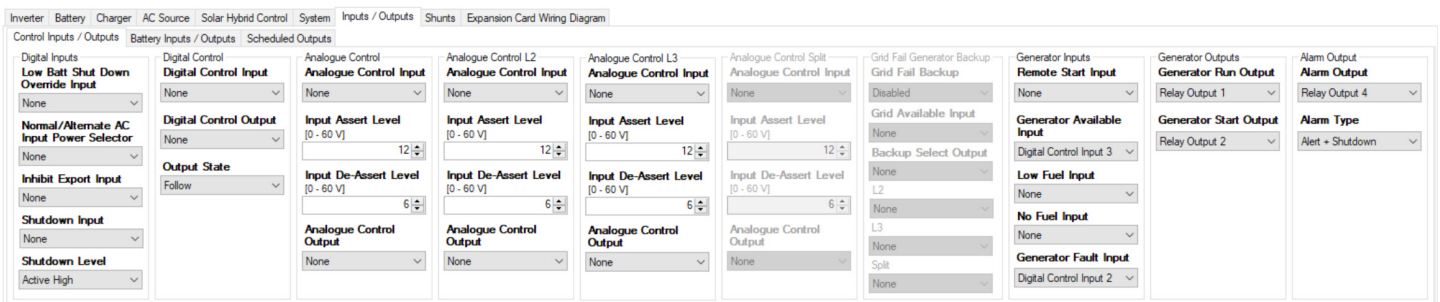 Inverter Battery Charger AC Source Solar Hybrid Control System Inputs / Outputs Shunts Expansion Card Wiring Diagram
Control Inputs / Outputs Battery Inputs / Outputs Scheduled Outputs
Digital Inputs
Low Batt Shut Down
Override Input
None
Normal/Alternate AC
Input Power Selector
None
Inhibit Export Input
None
Shutdown Input
None
Shutdown Level
Active High
Digital Control
Digital Control Input
None
Digital Control Output
None
Output State
Follow
Analogue Control
Analogue Control Input
None
Input Assert Level
[0 - 60 V]
12
Input De-Assert Level
[0 - 60 V]
6
Analogue Control
Output
None
Analogue Control L2
Analogue Control Input
None
Input Assert Level
[0 - 60 V]
12
Input De-Assert Level
[0 - 60 V]
6
Analogue Control
Output
None
Analogue Control L3
Analogue Control Input
None
Input Assert Level
[0 - 60 V]
12
Input De-Assert Level
[0 - 60 V]
6
Analogue Control
Output
None
Analogue Control Split
Analogue Control Input
None
Input Assert Level
[0 - 60 V]
12
Input De-Assert Level
[0 - 60 V]
6
Analogue Control
Output
None
Grid Fail Generator Backup
Grid Fail Backup
Disabled
Grid Available Input
None
Backup Select Output
None
L2
None
L3
None
Split
None
Generator Inputs
Remote Start Input
None
Generator Available
Input
Digital Control Input 3
Low Fuel Input
None
No Fuel Input
None
Generator Fault Input
Digital Control Input 2
Generator Outputs
Generator Run Output
Relay Output 1
Generator Start Output
Relay Output 2
Alarm Output
Alarm Output
Relay Output 4
Alarm Type
Alert + Shutdown